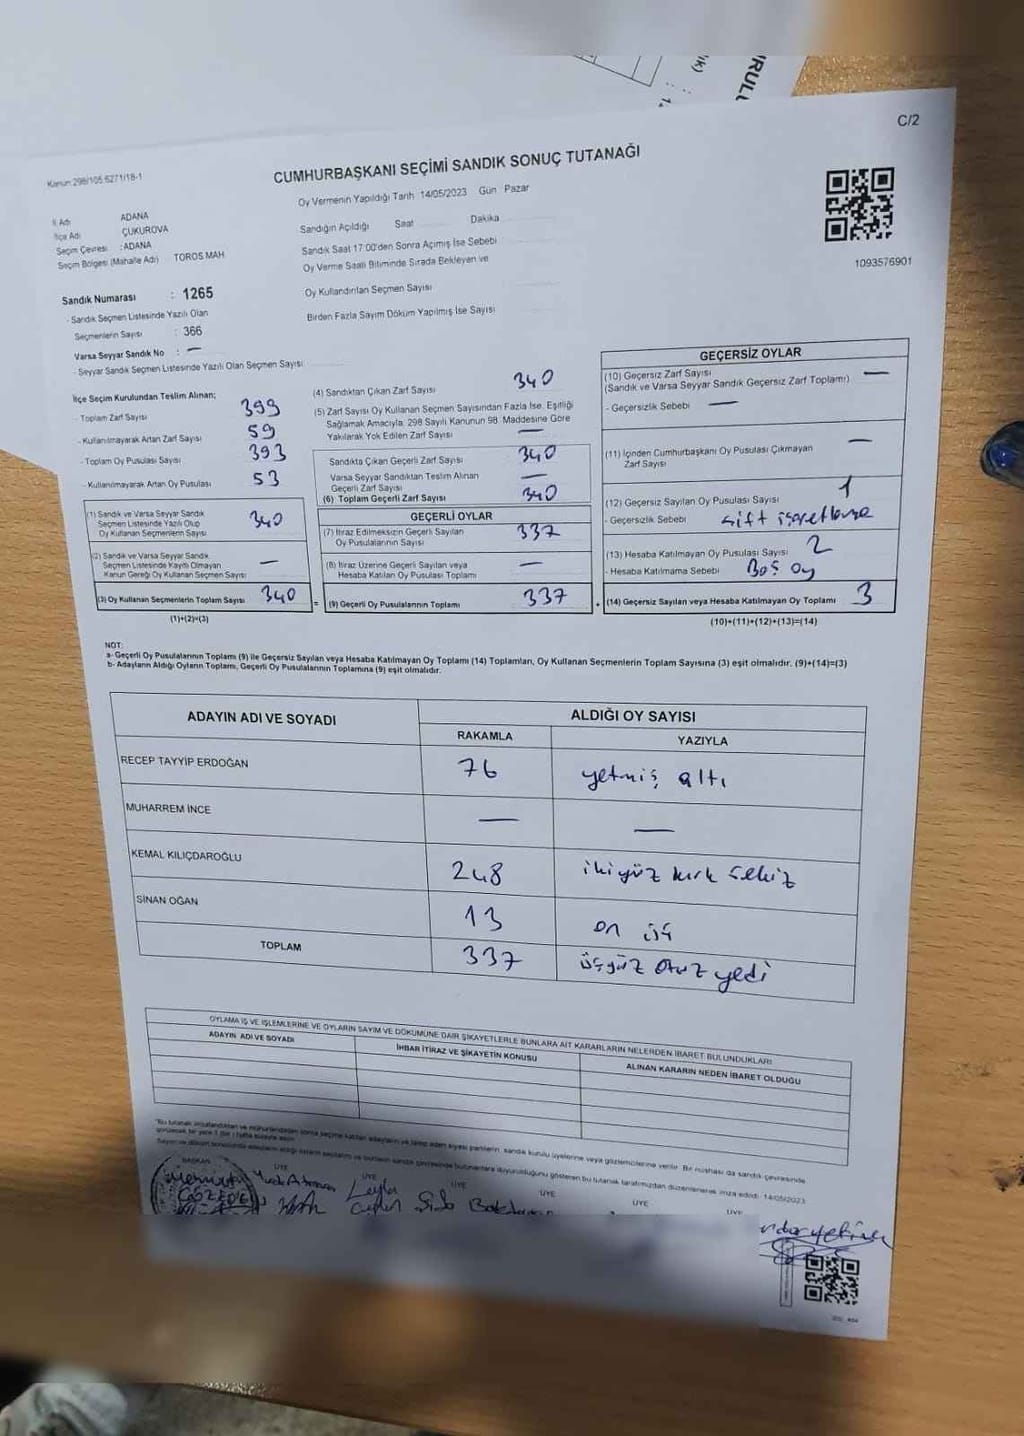 IRULU
IK)
C/2
Kanun:298/105 6271/18-1
CUMHURBAŞKANI SEÇİMİ SANDIK SONUÇ TUTANAĞI
Oy Vermenin Yapıldığı Tarih 14/05/2023 Gün Pazar
İl Adı ADANA
İlçe Adı ÇUKUROVA
Seçim Çevresi : ADANA
Seçim Bölgesi (Mahalle Adı) TOROS MAH
Sandığın Açıldığı Saat Dakika
Sandık Saat 17:00'den Sonra Açımış İse Sebebi
Oy Verme Saati Bitiminde Sırada Bekleyen ve
Oy Kullandırılan Seçmen Sayısı
Birden Fazla Sayım Döküm Yapılmış İse Sayısı
1093576901
Sandık Numarası : 1265
- Sandık Seçmen Listesinde Yazılı Olan
Seçmenlerin Sayısı : 366
Varsa Seyyar Sandık No : —
- Seyyar Sandık Seçmen Listesinde Yazılı Olan Seçmen Sayısı:
İlçe Seçim Kurulundan Teslim Alınan;
- Toplam Zarf Sayısı 399
- Kullanılmayarak Artan Zarf Sayısı 59
- Toplam Oy Pusulası Sayısı 393
- Kullanılmayarak Artan Oy Pusulası 53
(1) Sandık ve Varsa Seyyar Sandık
Seçmen Listesinde Yazılı Olup
Oy Kullanan Seçmenlerin Sayısı 340
(2) Sandık ve Varsa Seyyar Sandık
Seçmen Listesinde Kayıtlı Olmayan
Kanun Gereği Oy Kullanan Seçmen Sayısı —
(3) Oy Kullanan Seçmenlerin Toplam Sayısı 340
(1)+(2)=(3)
(4) Sandıktan Çıkan Zarf Sayısı 340
(5) Zarf Sayısı Oy Kullanan Seçmen Sayısından Fazla İse, Eşitliği
Sağlamak Amacıyla, 298 Sayılı Kanunun 98. Maddesine Göre
Yakılarak Yok Edilen Zarf Sayısı —
Sandıkta Çıkan Geçerli Zarf Sayısı 340
Varsa Seyyar Sandıktan Teslim Alınan
Geçerli Zarf Sayısı —
(6) Toplam Geçerli Zarf Sayısı 340
GEÇERLİ OYLAR
(7) İtiraz Edilmeksizin Geçerli Sayılan
Oy Pusulalarının Sayısı 337
(8) İtiraz Üzerine Geçerli Sayılan veya
Hesaba Katılan Oy Pusulası Toplamı —
= (9) Geçerli Oy Pusulalarının Toplamı 337
GEÇERSİZ OYLAR
(10) Geçersiz Zarf Sayısı —
(Sandık ve Varsa Seyyar Sandık Geçersiz Zarf Toplamı)
- Geçersizlik Sebebi —
(11) İçinden Cumhurbaşkanı Oy Pusulası Çıkmayan
Zarf Sayısı —
(12) Geçersiz Sayılan Oy Pusulası Sayısı 1
- Geçersizlik Sebebi çift işaretleme
(13) Hesaba Katılmayan Oy Pusulası Sayısı 2
- Hesaba Katılmama Sebebi Boş oy
+ (14) Geçersiz Sayılan veya Hesaba Katılmayan Oy Toplamı 3
(10)+(11)+(12)+(13)=(14)
NOT:
a- Geçerli Oy Pusulalarının Toplamı (9) ile Geçersiz Sayılan veya Hesaba Katılmayan Oy Toplamı (14) Toplamları, Oy Kullanan Seçmenlerin Toplam Sayısına (3) eşit olmalıdır. (9)+(14)=(3)
b- Adayların Aldığı Oyların Toplamı, Geçerli Oy Pusulalarının Toplamına (9) eşit olmalıdır.
ADAYIN ADI VE SOYADI ALDIĞI OY SAYISI
RAKAMLA YAZIYLA
RECEP TAYYİP ERDOĞAN 76 yetmiş altı
MUHARREM İNCE — —
KEMAL KILIÇDAROĞLU 248 ikiyüz kırk sekiz
SİNAN OĞAN 13 on üç
TOPLAM 337 üçyüz otuz yedi
OYLAMA İŞ VE İŞLEMLERİNE VE OYLARIN SAYIM VE DÖKÜMÜNE DAİR ŞİKAYETLERLE BUNLARA AİT KARARLARIN NELERDEN İBARET BULUNDUKLARI
ADAYIN ADI VE SOYADI İHBAR İTİRAZ VE ŞİKAYETİN KONUSU ALINAN KARARIN NEDEN İBARET OLDUĞU
BAŞKAN ÜYE ÜYE ÜYE ÜYE ÜYE ÜYE
Leyla